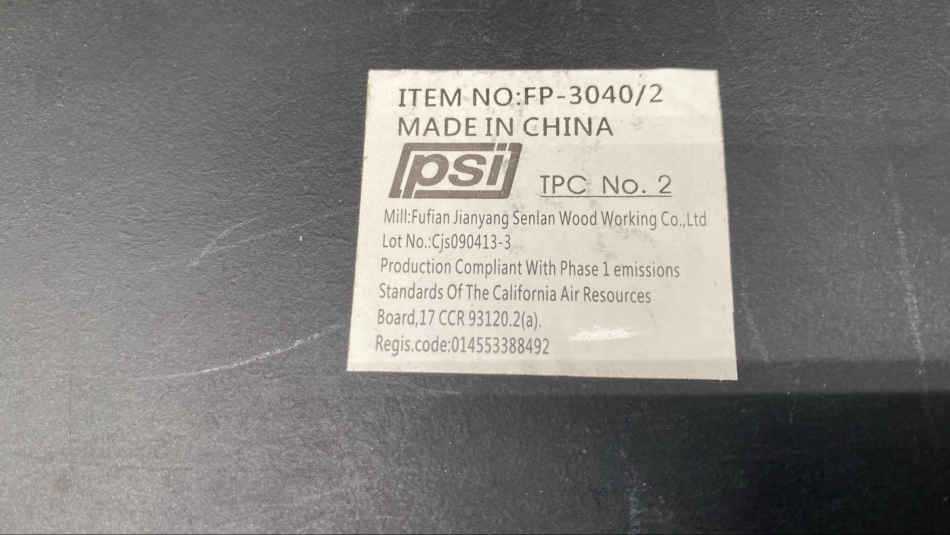 ITEM NO:FP-3040/2
MADE IN CHINA
psi TPC No. 2
Mill:Fufian Jianyang Senlan Wood Working Co.,Ltd
Lot No.:Cjs090413-3
Production Compliant With Phase 1 emissions
Standards Of The California Air Resources
Board,17 CCR 93120.2(a).
Regis.code:014553388492